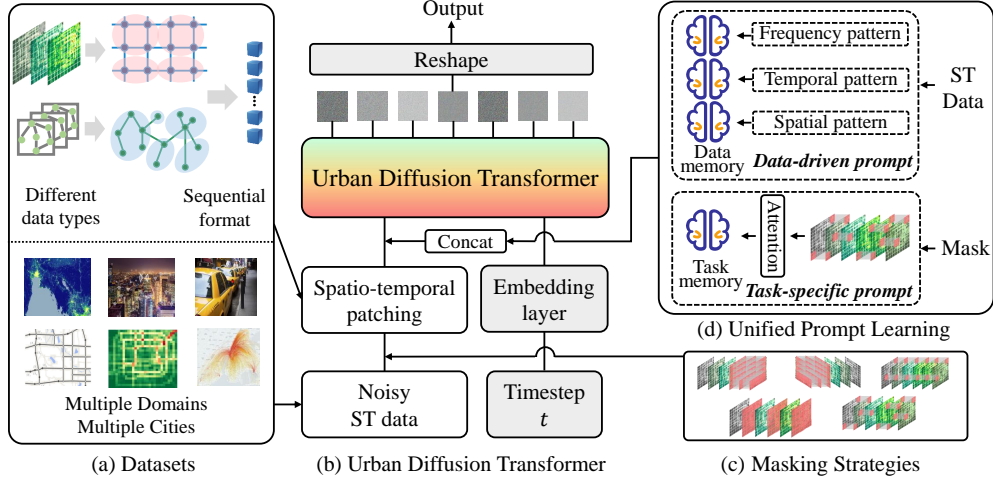 Different
data types
Sequential
format
Multiple Domains
Multiple Cities
(a) Datasets
Output
Reshape
Urban Diffusion Transformer
Concat
Spatio-temporal
patching
Embedding
layer
Noisy
ST data
Timestep
t
(b) Urban Diffusion Transformer
Frequency pattern
Temporal pattern
Spatial pattern
Data
memory
Data-driven prompt
ST
Data
Attention
Task
memory
Task-specific prompt
Mask
(d) Unified Prompt Learning
(c) Masking Strategies